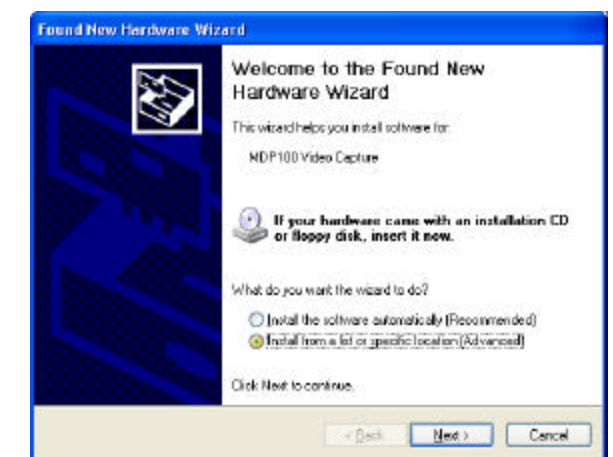 Found New Hardware Wizard
Welcome to the Found New
Hardware Wizard
This wizard helps you install software for:
MDP100 Video Capture
If your hardware came with an installation CD
or floppy disk, insert it now.
What do you want the wizard to do?
Install the software automatically (Recommended)
Install from a list or specific location (Advanced)
Click Next to continue.
< Back
Next >
Cancel